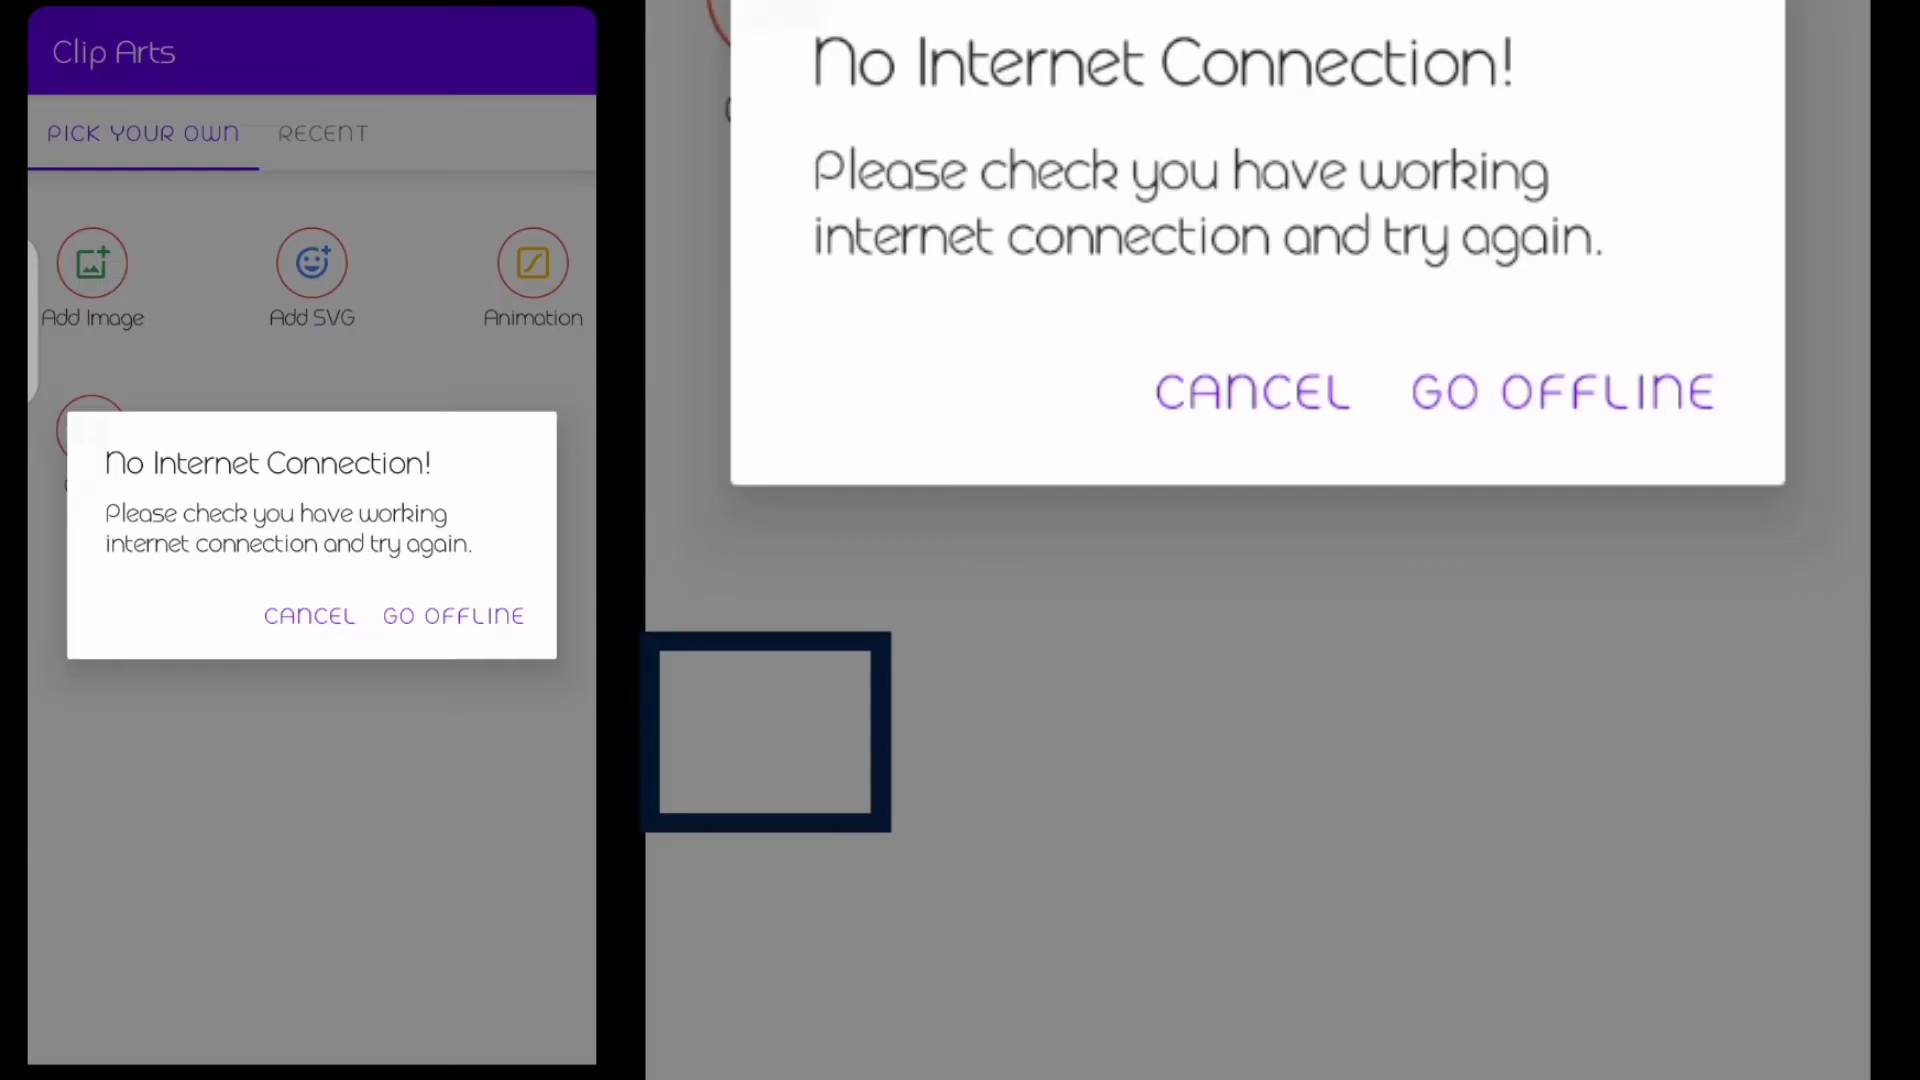 Clip Arts
PICK YOUR OWN RECENT
Add Image Add SVG Animation
No Internet Connection!
Please check you have working
internet connection and try again.
CANCEL GO OFFLINE
No Internet Connection!
Please check you have working
internet connection and try again.
CANCEL GO OFFLINE